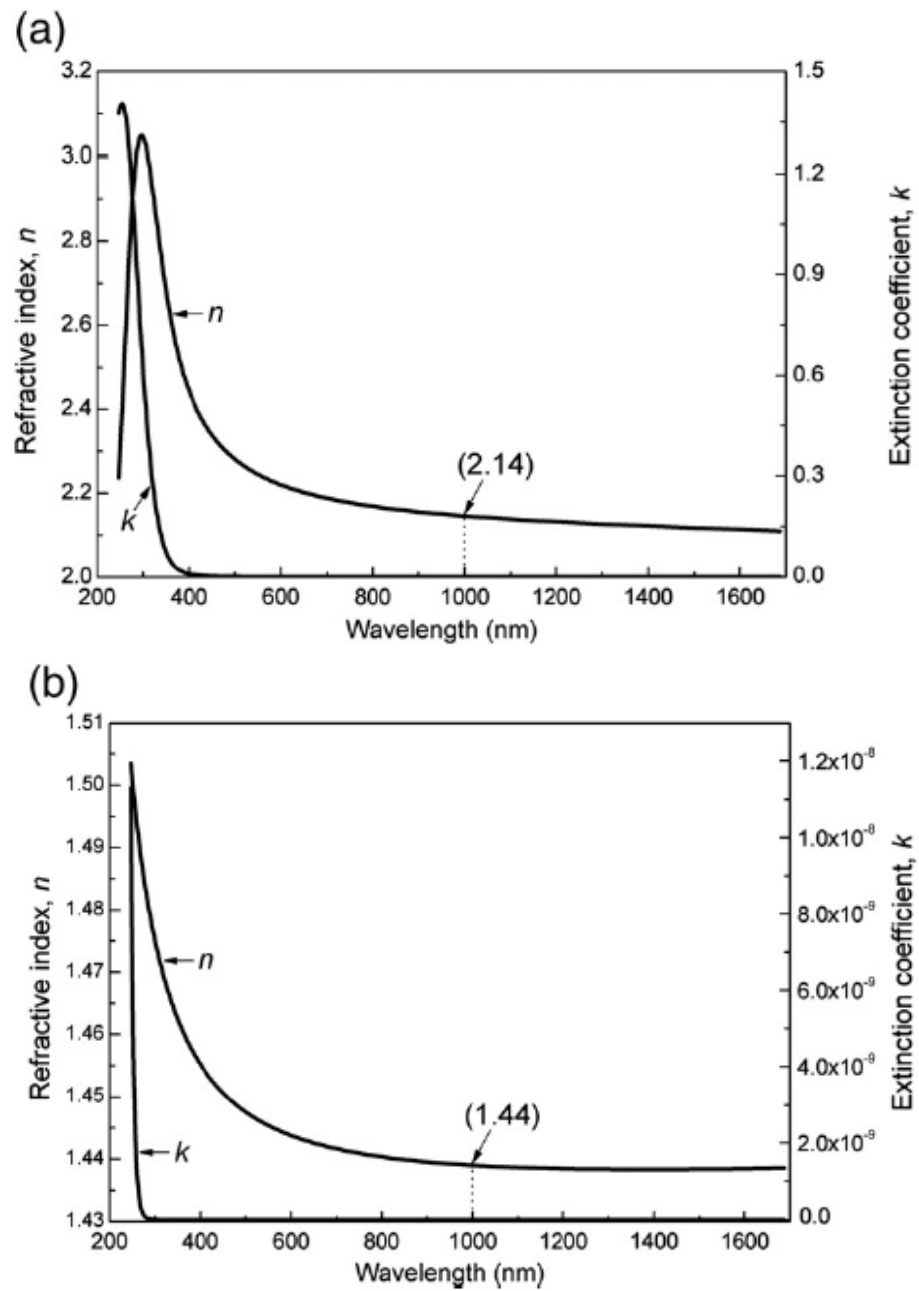 (a)
3.2
3.0
2.8
2.6
2.4
2.2
2.0
Refractive index, n
1.5
1.2
0.9
0.6
0.3
0.0
Extinction coefficient, k
n
k
(2.14)
200 400 600 800 1000 1200 1400 1600
Wavelength (nm)
(b)
1.51
1.50
1.49
1.48
1.47
1.46
1.45
1.44
1.43
Refractive index, n
1.2x10⁻⁸
1.0x10⁻⁸
8.0x10⁻⁹
6.0x10⁻⁹
4.0x10⁻⁹
2.0x10⁻⁹
0.0
Extinction coefficient, k
n
k
(1.44)
200 400 600 800 1000 1200 1400 1600
Wavelength (nm)